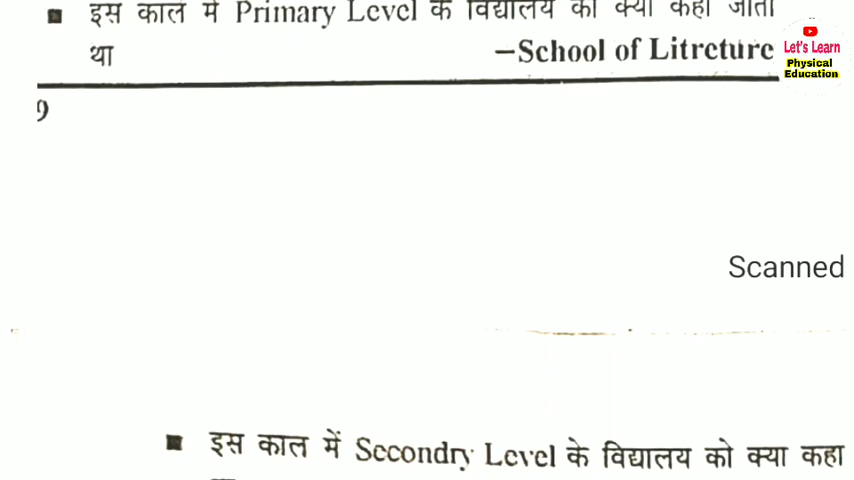 इस काल में Primary Level के विद्यालय को क्या कहा जाता
था –School of Litreture
Let's Learn
Physical
Education
9
Scanned
इस काल में Secondry Level के विद्यालय को क्या कहा